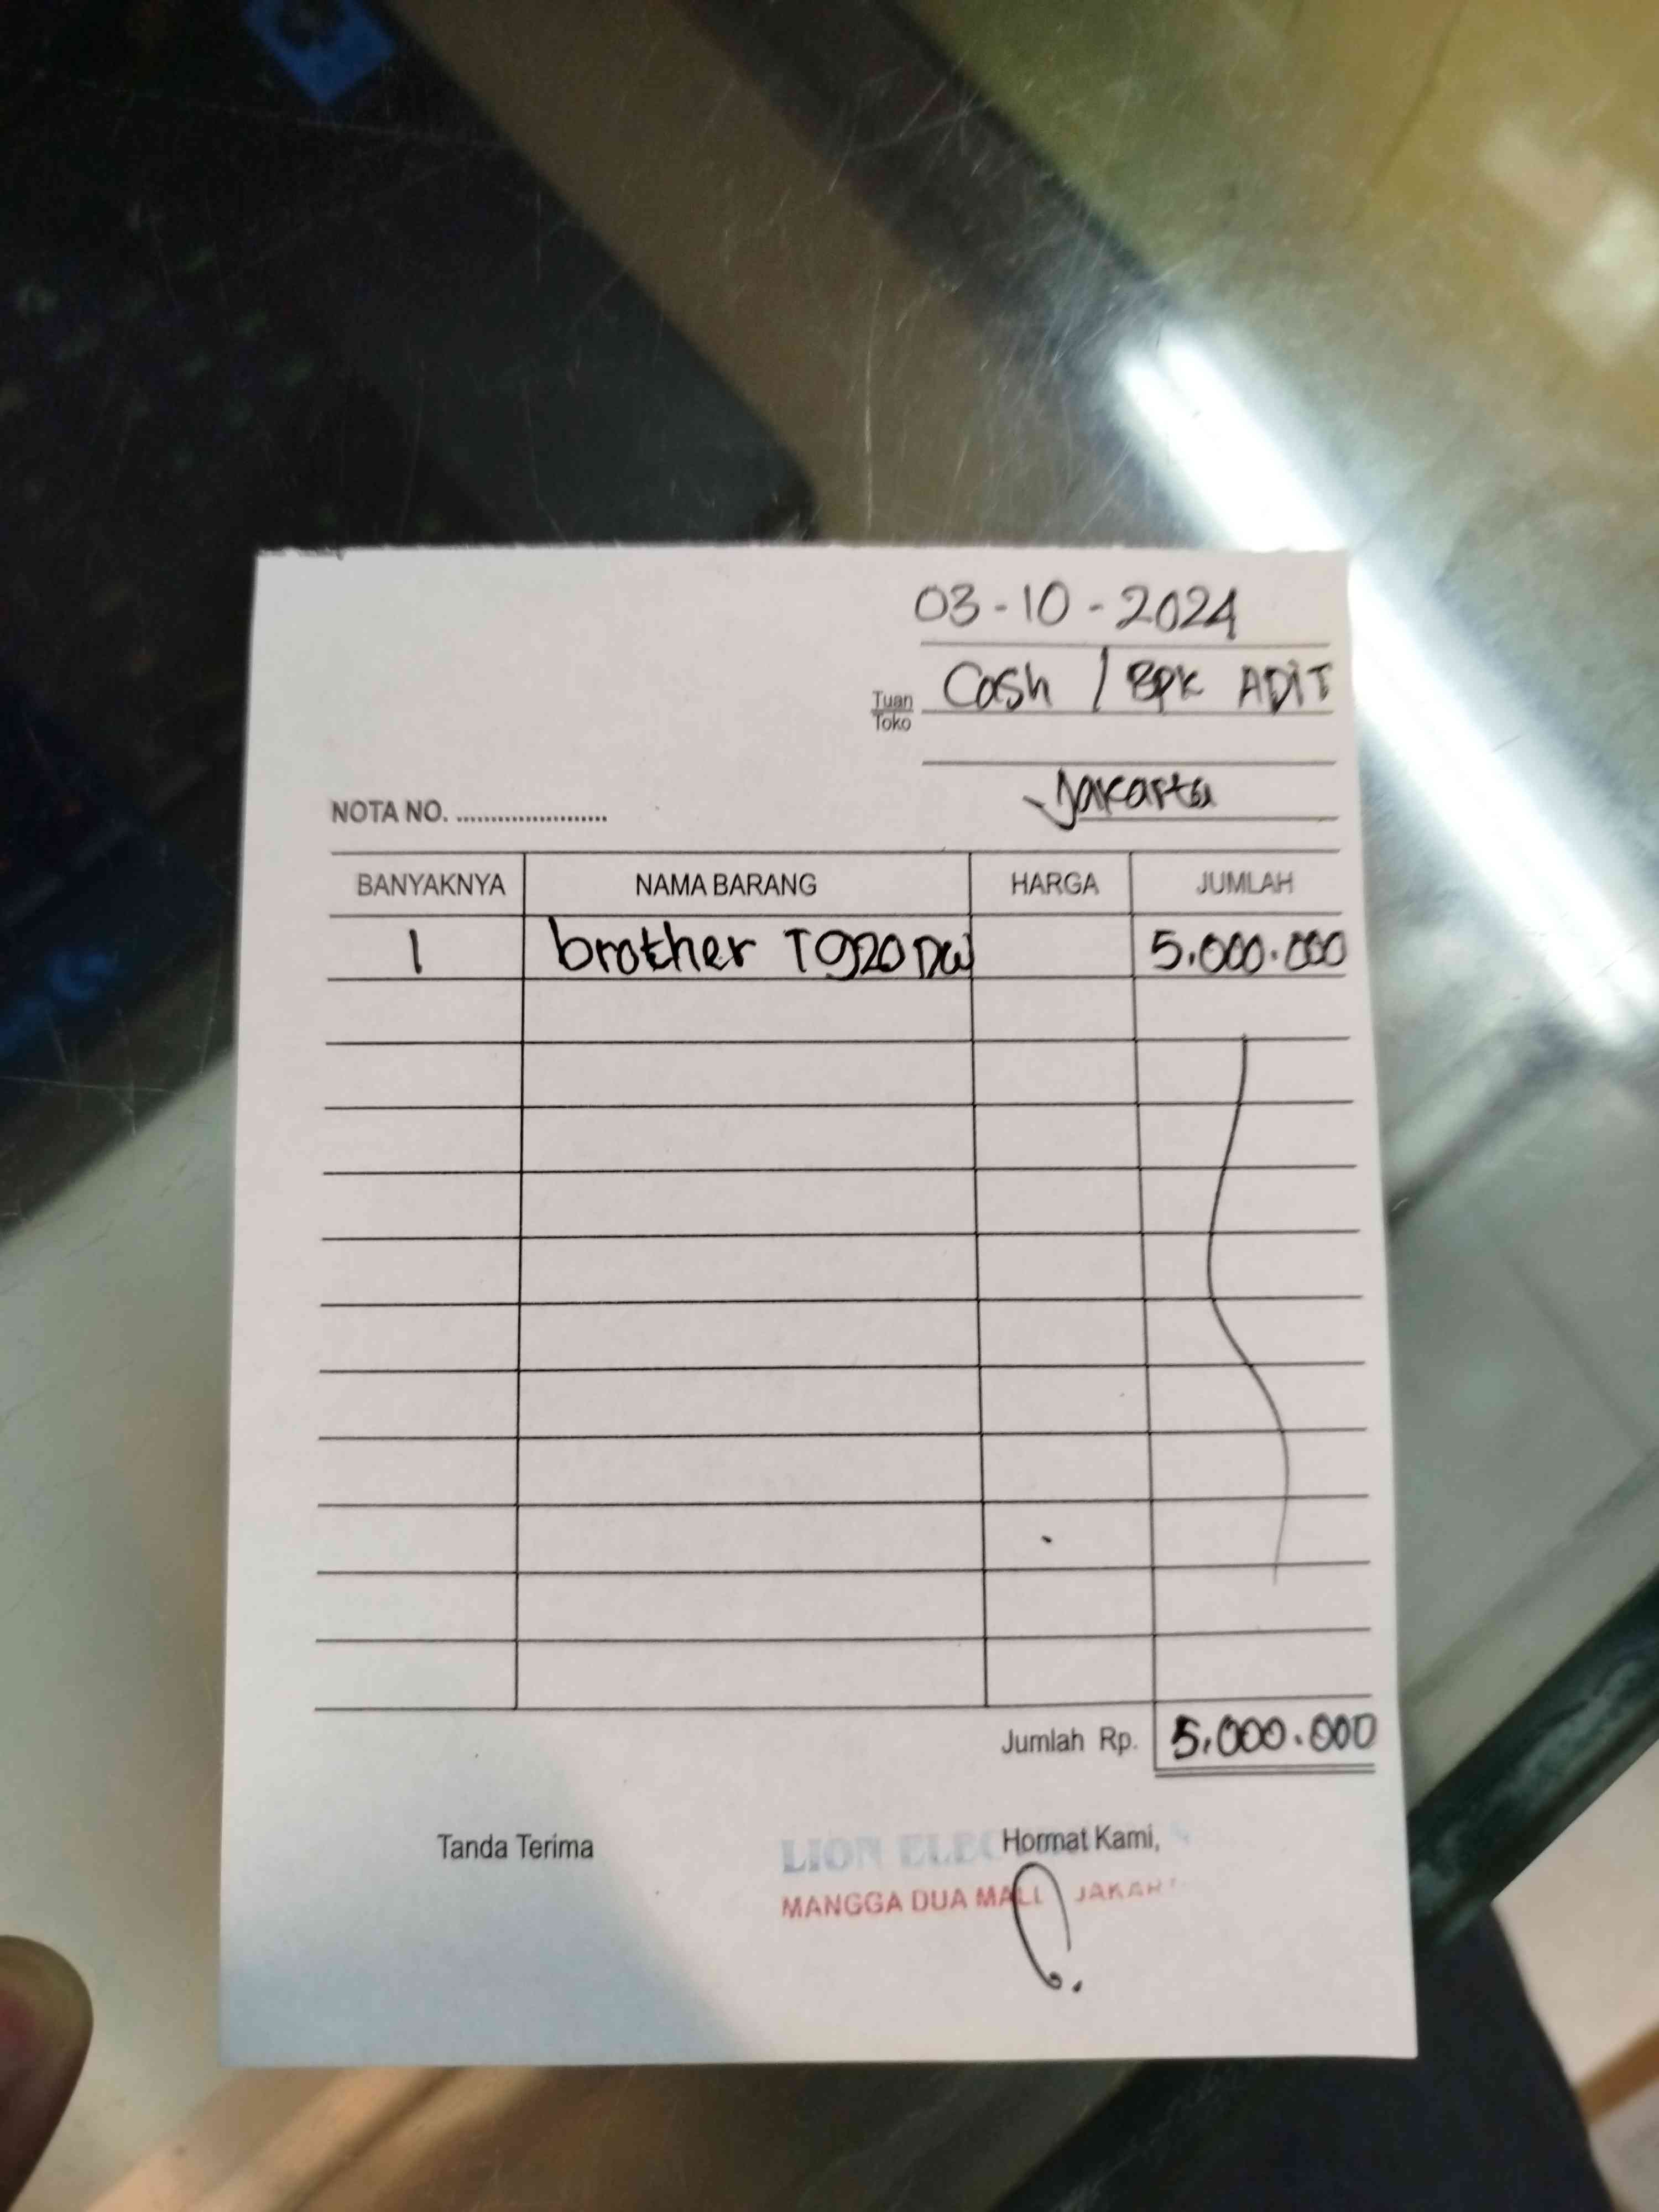 03-10-2024
Tuan Cash / BPK ADIT
Toko
Jakarta
NOTA NO. ......................
BANYAKNYA NAMA BARANG HARGA JUMLAH
1 brother T920DW 5.000.000
Jumlah Rp. 5.000.000
Tanda Terima Hormat Kami,
LION
MANGGA DUA MALL